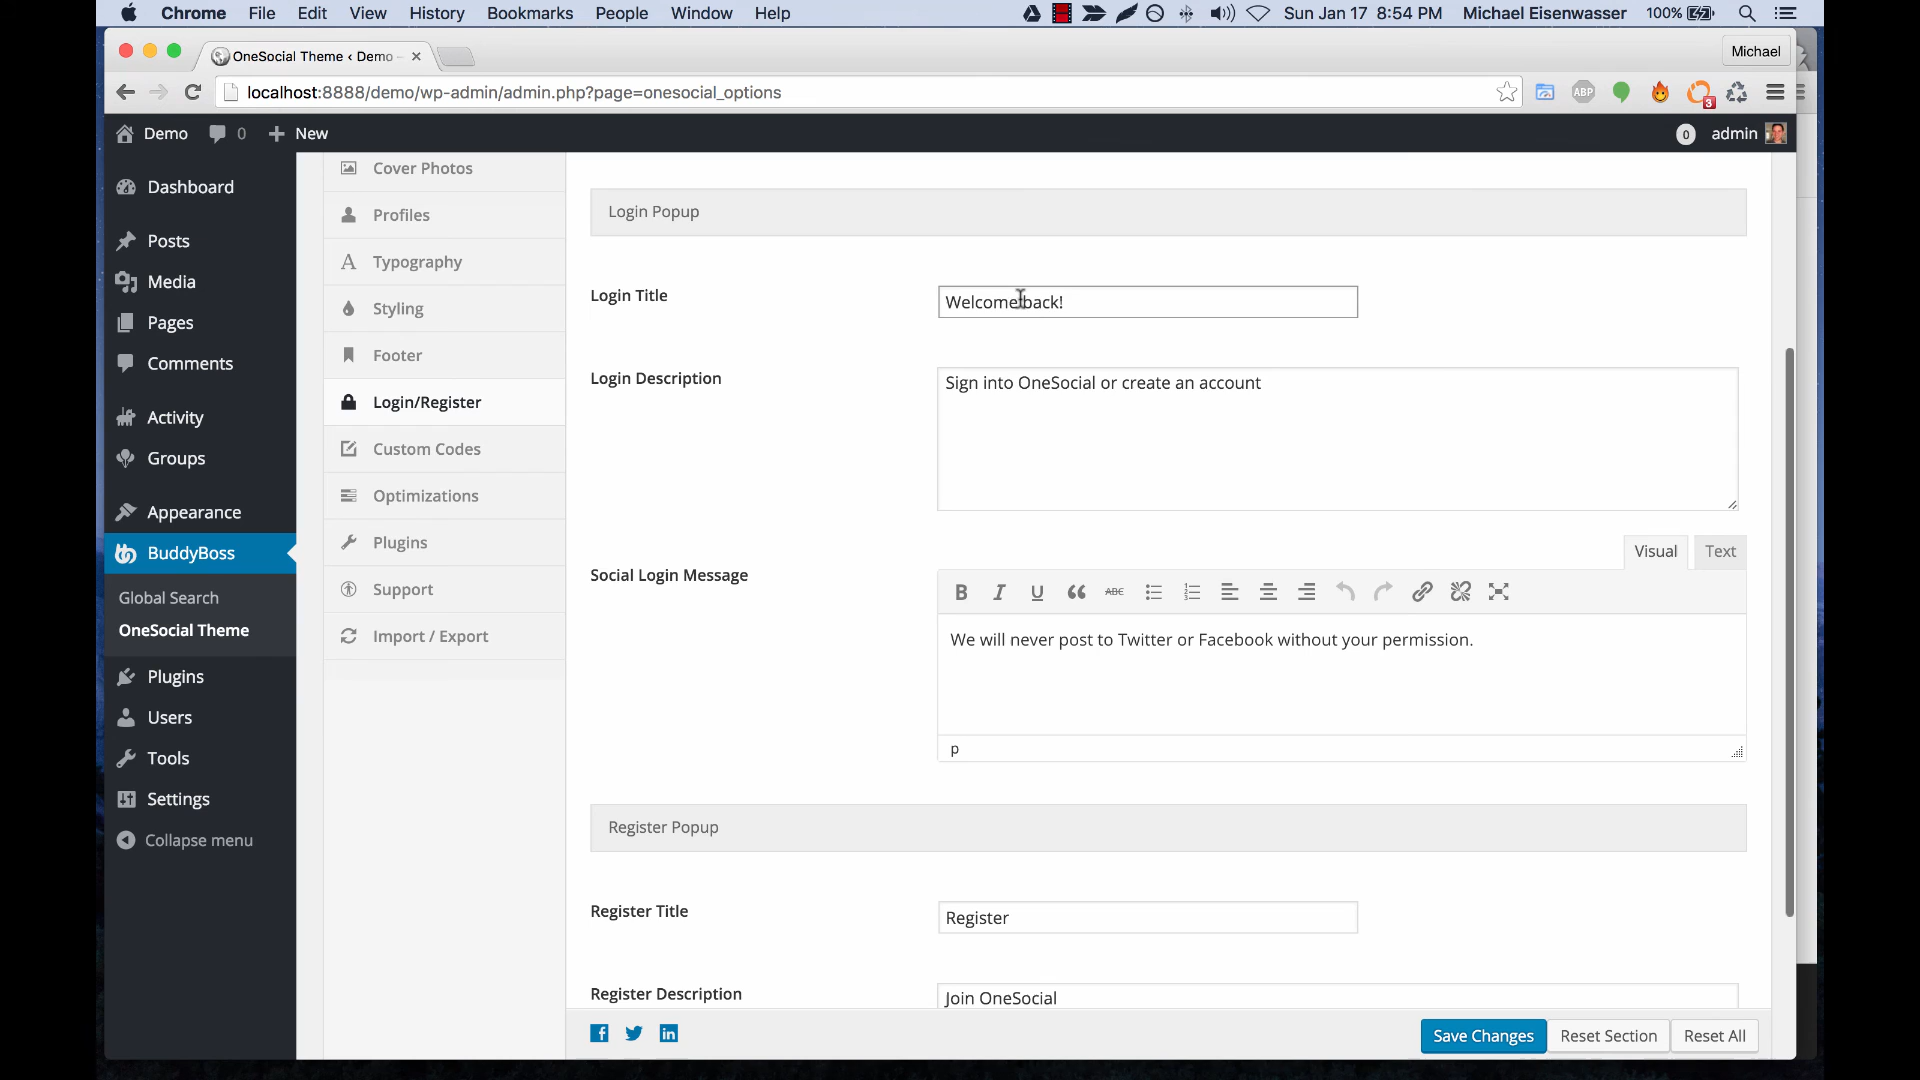 Chrome File Edit View History Bookmarks People Window Help Sun Jan 17 8:54 PM Michael Eisenwasser 100%
OneSocial Theme ‹ Demo Michael
localhost:8888/demo/wp-admin/admin.php?page=onesocial_options ABP 3
Demo 0 New 0 admin
Dashboard
Posts
Media
Pages
Comments
Activity
Groups
Appearance
BuddyBoss
Global Search
OneSocial Theme
Plugins
Users
Tools
Settings
Collapse menu
Cover Photos
Profiles
Typography
Styling
Footer
Login/Register
Custom Codes
Optimizations
Plugins
Support
Import / Export
Login Popup
Login Title
Welcome back!
Login Description
Sign into OneSocial or create an account
Visual Text
Social Login Message
B I U ABC
We will never post to Twitter or Facebook without your permission.
p
Register Popup
Register Title
Register
Register Description
Join OneSocial
Save Changes Reset Section Reset All